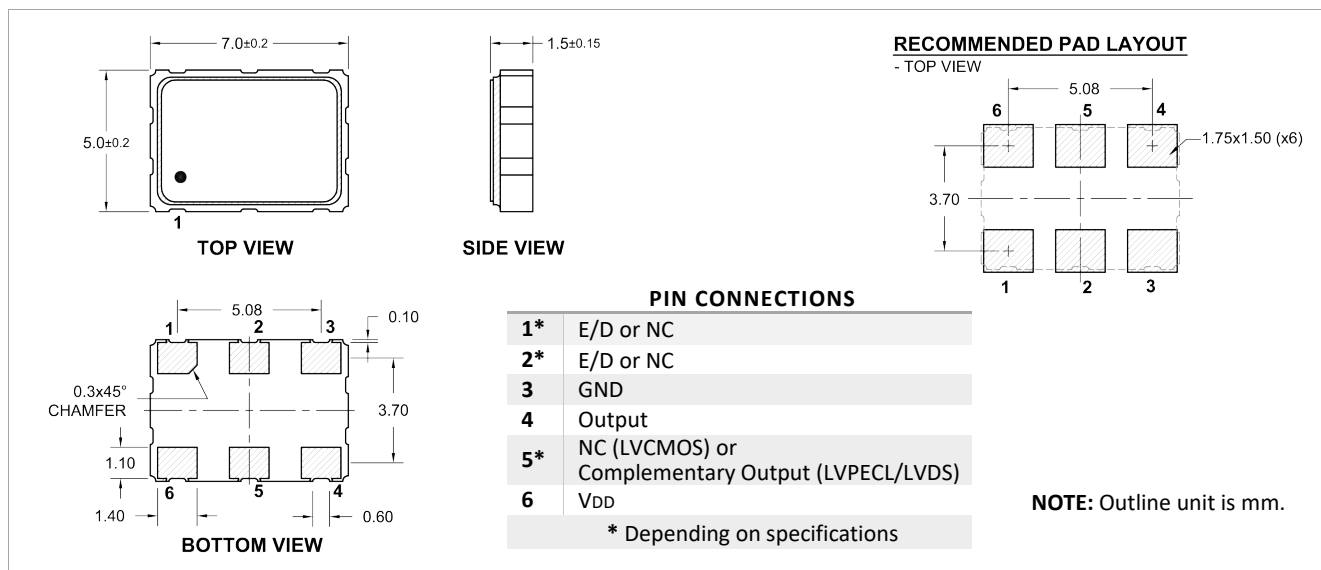 7.0±0.2
5.0±0.2
1
TOP VIEW
1.5±0.15
SIDE VIEW
RECOMMENDED PAD LAYOUT
- TOP VIEW
5.08
6
5
4
1.75x1.50 (x6)
3.70
1
2
3
5.08
1
2
3
0.10
0.3x45°
CHAMFER
3.70
1.10
6
5
4
1.40
0.60
BOTTOM VIEW
PIN CONNECTIONS
1* E/D or NC
2* E/D or NC
3 GND
4 Output
5* NC (LVCMOS) or
Complementary Output (LVPECL/LVDS)
6 VDD
* Depending on specifications
NOTE: Outline unit is mm.